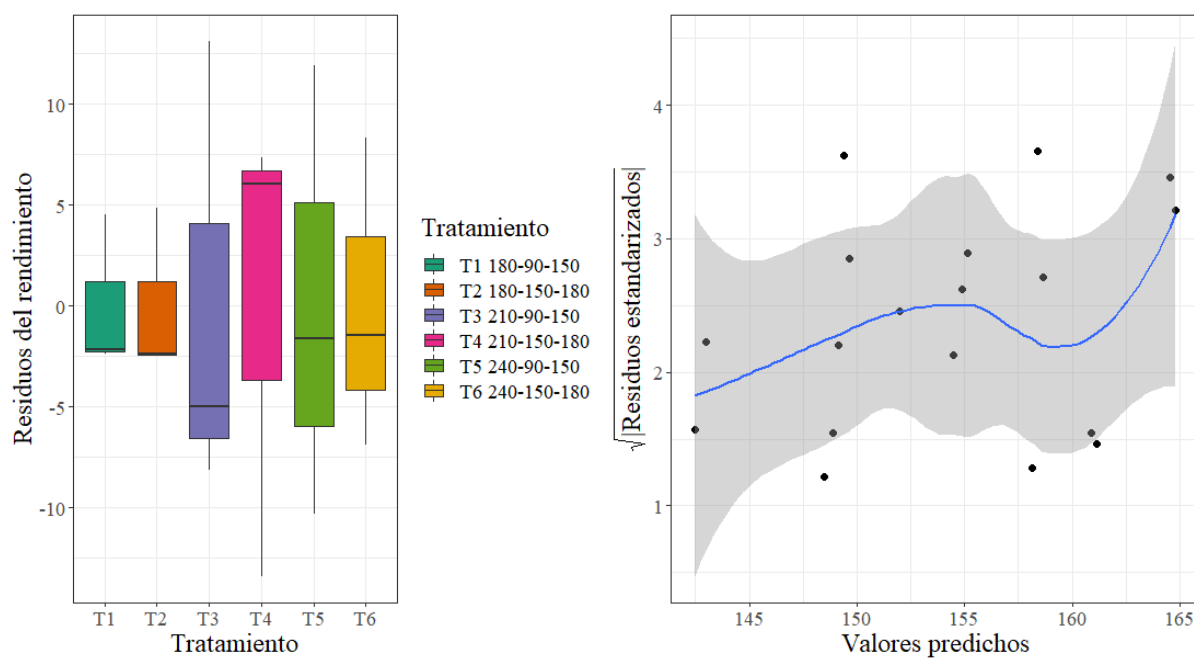 Residuos del rendimiento
10
5
0
-5
-10
T1 T2 T3 T4 T5 T6
Tratamiento
Tratamiento
T1 180-90-150
T2 180-150-180
T3 210-90-150
T4 210-150-180
T5 240-90-150
T6 240-150-180
√|Residuos estandarizados|
4
3
2
1
145 150 155 160 165
Valores predichos